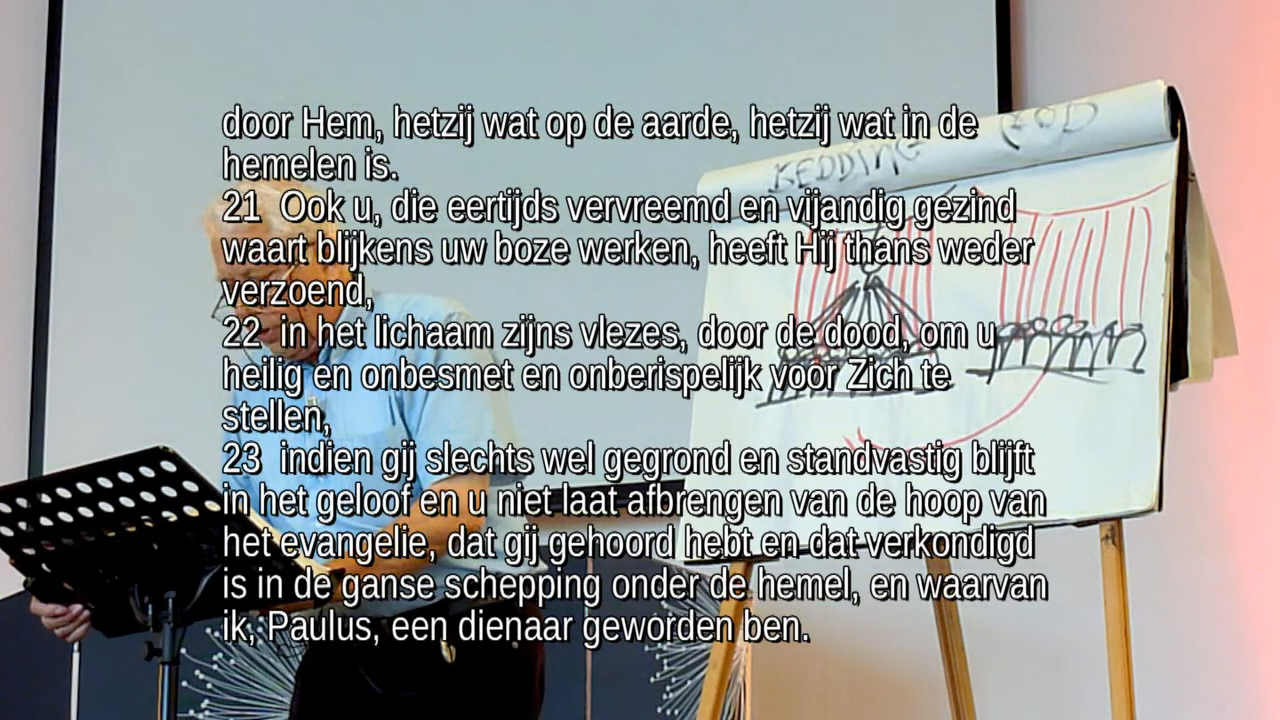 KEDDING GOD
door Hem, hetzij wat op de aarde, hetzij wat in de
hemelen is.
21 Ook u, die eertijds vervreemd en vijandig gezind
waart blijkens uw boze werken, heeft Hij thans weder
verzoend,
22 in het lichaam zijns vlezes, door de dood, om u
heilig en onbesmet en onberispelijk voor Zich te
stellen,
23 indien gij slechts wel gegrond en standvastig blijft
in het geloof en u niet laat afbrengen van de hoop van
het evangelie, dat gij gehoord hebt en dat verkondigd
is in de ganse schepping onder de hemel, en waarvan
ik, Paulus, een dienaar geworden ben.